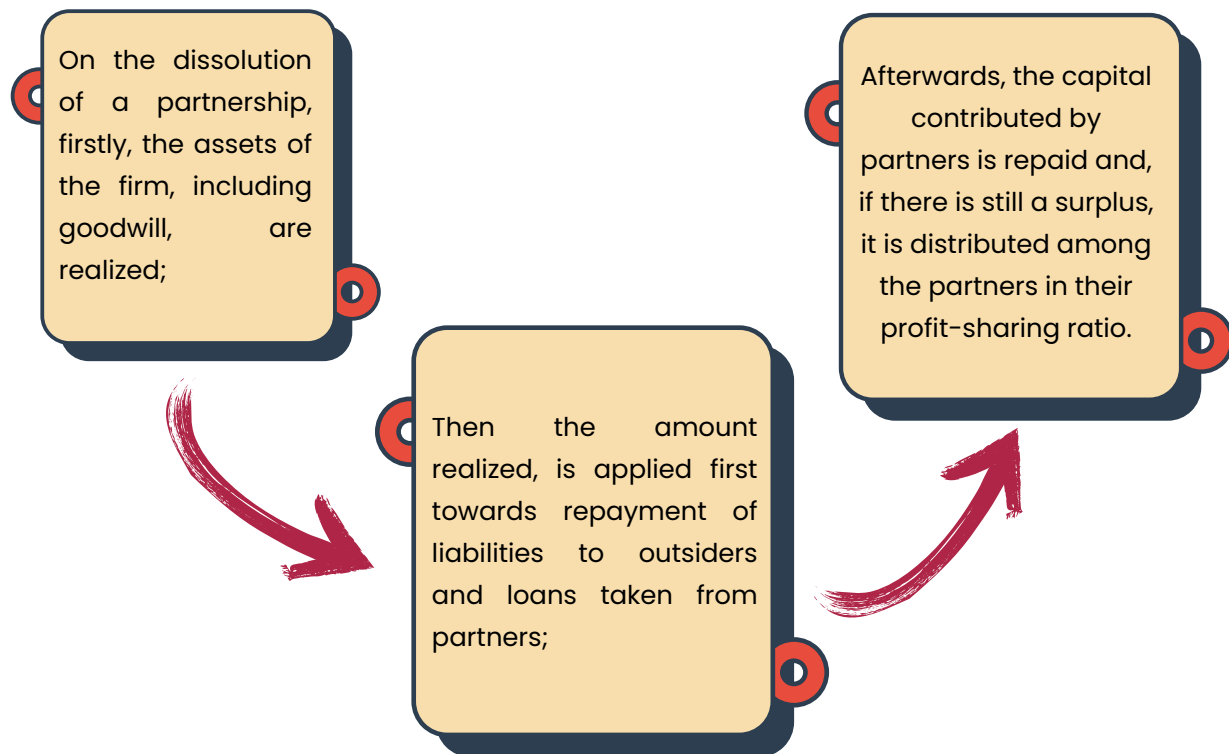 On the dissolution
of a partnership,
firstly, the assets of
the firm, including
goodwill, are
realized;
Then the amount
realized, is applied first
towards repayment of
liabilities to outsiders
and loans taken from
partners;
Afterwards, the capital
contributed by
partners is repaid and,
if there is still a surplus,
it is distributed among
the partners in their
profit-sharing ratio.